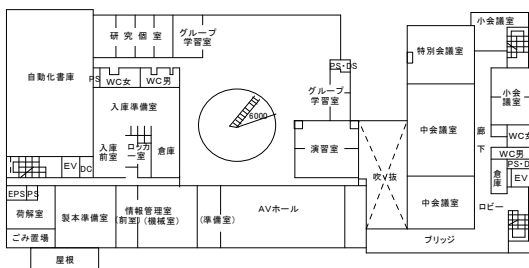 小会議室
研究個室
グループ
学習室
特別会議室
自動化書庫
PS
WC女
WC男
PS・DS
グループ
学習室
小会議
室
入庫準備室
6000
中会議室
廊
下
WC女
入庫
前室
ロッカ
ー室
倉庫
演習室
WC男
PS・D
EV
DC
吹
抜
倉
庫
EV
EPS
PS
荷解室
製本準備室
情報管理室
(前室)
(機械室)
(準備室)
AVホール
中会議室
ロビー
ごみ置場
ブリッジ
屋根